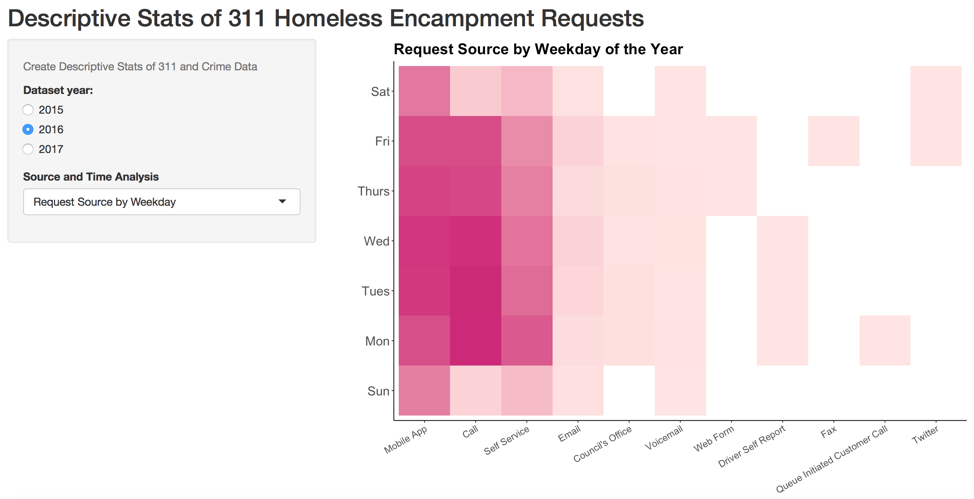 Descriptive Stats of 311 Homeless Encampment Requests
Create Descriptive Stats of 311 and Crime Data
Dataset year:
2015
2016
2017
Source and Time Analysis
Request Source by Weekday
Request Source by Weekday of the Year
Sat
Fri
Thurs
Wed
Tues
Mon
Sun
Mobile App
Call
Self Service
Email
Council's Office
Voicemail
Web Form
Driver Self Report
Fax
Queue Initiated Customer Call
Twitter